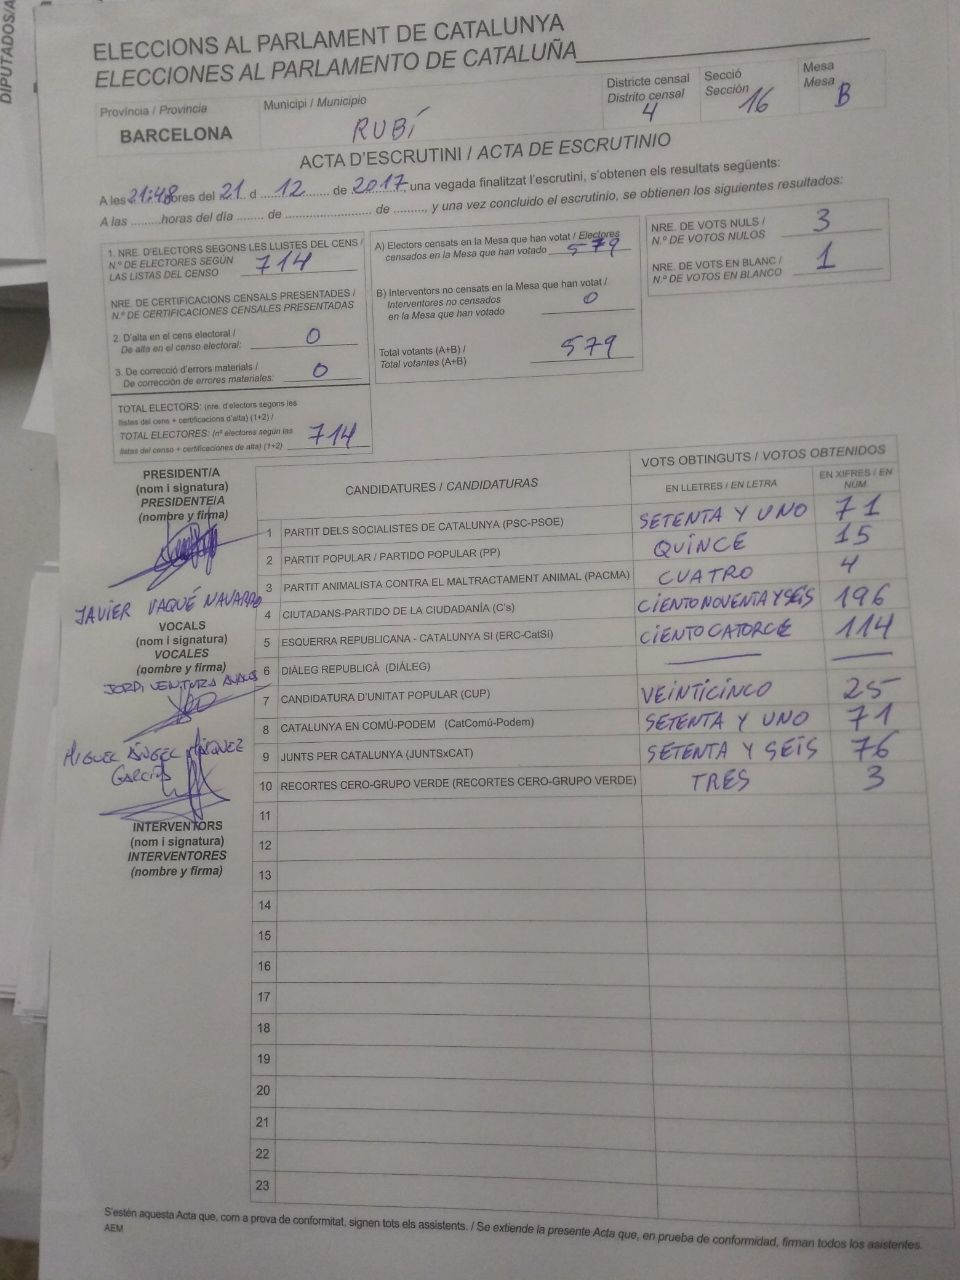 DIPUTADOS/A
ELECCIONS AL PARLAMENT DE CATALUNYA
ELECCIONES AL PARLAMENTO DE CATALUÑA
Província / Provincia
BARCELONA
Municipi / Municipio
RUBÍ
Districte censal
Distrito censal
4
Secció
Sección
16
Mesa
Mesa
B
ACTA D'ESCRUTINI / ACTA DE ESCRUTINIO
A les 21:48 hores del 21 d 12 de 2017, una vegada finalitzat l'escrutini, s'obtenen els resultats següents:
A las ......... horas del día ........ de .......................... de ........., y una vez concluido el escrutinio, se obtienen los siguientes resultados:
1. NRE. D'ELECTORS SEGONS LES LLISTES DEL CENS /
N.º DE ELECTORES SEGÚN
LAS LISTAS DEL CENSO 714
NRE. DE CERTIFICACIONS CENSALS PRESENTADES /
N.º DE CERTIFICACIONES CENSALES PRESENTADAS
2. D'alta en el cens electoral /
De alta en el censo electoral: 0
3. De correcció d'errors materials /
De corrección de errores materiales: 0
TOTAL ELECTORS: (nre. d'electors segons les
llistes del cens + certificacions d'alta) (1+2) /
TOTAL ELECTORES: (nº electores según las
listas del censo + certificaciones de alta) (1+2) 714
A) Electors censats en la Mesa que han votat / Electores
censados en la Mesa que han votado 579
B) Interventors no censats en la Mesa que han votat /
Interventores no censados
en la Mesa que han votado 0
Total votants (A+B) /
Total votantes (A+B) 579
NRE. DE VOTS NULS /
N.º DE VOTOS NULOS 3
NRE. DE VOTS EN BLANC /
N.º DE VOTOS EN BLANCO 1
PRESIDENT/A
(nom i signatura)
PRESIDENTE/A
(nombre y firma)
JAVIER VAQUÉ NAVARRO
VOCALS
(nom i signatura)
VOCALES
(nombre y firma)
JORDI VENTURA
MIGUEL ÁNGEL MÁIQUEZ
GARCÍA
INTERVENTORS
(nom i signatura)
INTERVENTORES
(nombre y firma)
CANDIDATURES / CANDIDATURAS
VOTS OBTINGUTS / VOTOS OBTENIDOS
EN LLETRES / EN LETRA
EN XIFRES / EN
NÚM.
1 PARTIT DELS SOCIALISTES DE CATALUNYA (PSC-PSOE) SETENTA Y UNO 71
2 PARTIT POPULAR / PARTIDO POPULAR (PP) QUINCE 15
3 PARTIT ANIMALISTA CONTRA EL MALTRACTAMENT ANIMAL (PACMA) CUATRO 4
4 CIUTADANS-PARTIDO DE LA CIUDADANÍA (C's) CIENTO NOVENTA Y SEIS 196
5 ESQUERRA REPUBLICANA - CATALUNYA SÍ (ERC-CatSí) CIENTO CATORCE 114
6 DIÀLEG REPUBLICÀ (DIÀLEG)
7 CANDIDATURA D'UNITAT POPULAR (CUP) VEINTICINCO 25
8 CATALUNYA EN COMÚ-PODEM (CatComú-Podem) SETENTA Y UNO 71
9 JUNTS PER CATALUNYA (JUNTSxCAT) SETENTA Y SEIS 76
10 RECORTES CERO-GRUPO VERDE (RECORTES CERO-GRUPO VERDE) TRES 3
11
12
13
14
15
16
17
18
19
20
21
22
23
S'estén aquesta Acta que, com a prova de conformitat, signen tots els assistents. / Se extiende la presente Acta que, en prueba de conformidad, firman todos los asistentes.
AEM